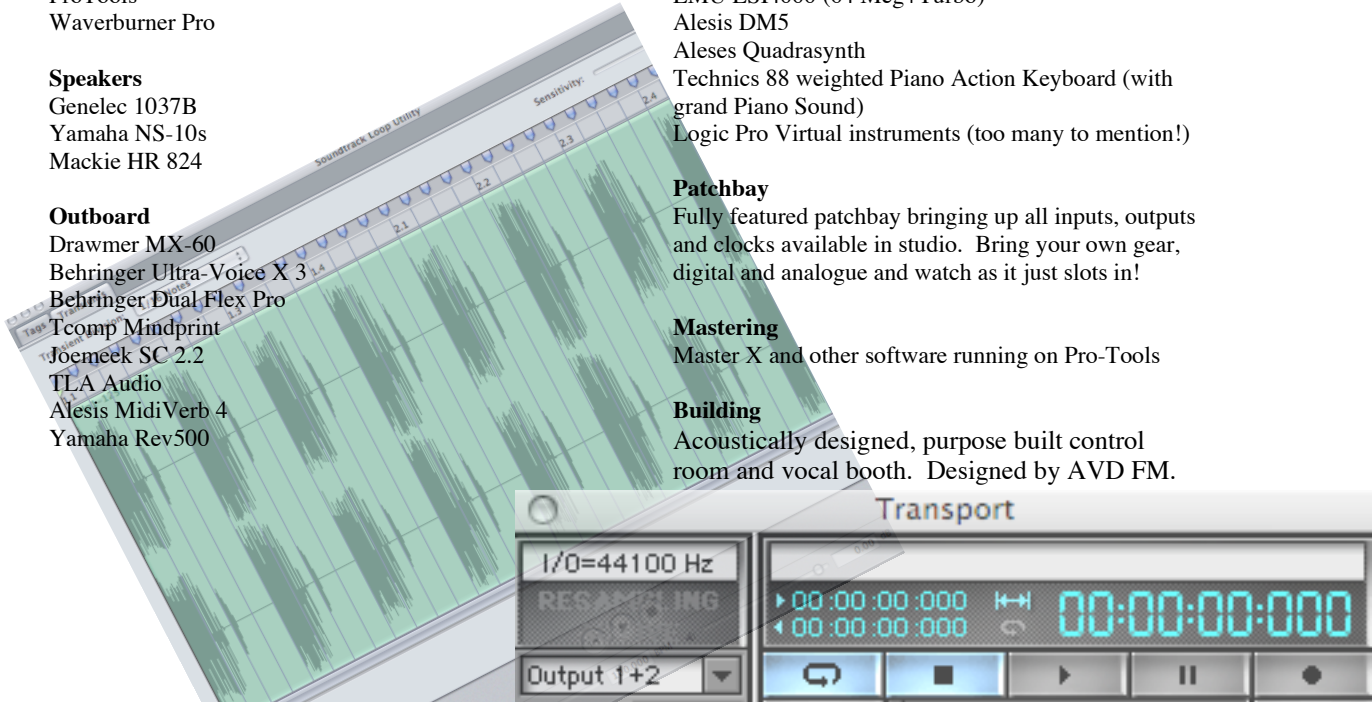 Waverburner Pro
Speakers
Genelec 1037B
Yamaha NS-10s
Mackie HR 824
Outboard
Drawmer MX-60
Behringer Ultra-Voice X 3
Behringer Dual Flex Pro
Tcomp Mindprint
Joemeek SC 2.2
TLA Audio
Alesis MidiVerb 4
Yamaha Rev500
Alesis DM5
Aleses Quadrasynth
Technics 88 weighted Piano Action Keyboard (with
grand Piano Sound)
Logic Pro Virtual instruments (too many to mention!)
Patchbay
Fully featured patchbay bringing up all inputs, outputs
and clocks available in studio.  Bring your own gear,
digital and analogue and watch as it just slots in!
Mastering
Master X and other software running on Pro-Tools
Building
Acoustically designed, purpose built control
room and vocal booth.  Designed by AVD FM.
Soundtrack Loop Utility
Sensitivity:
Tags
1.3
1.4
2.1
2.2
2.3
2.4
Transport
I/O=44100 Hz
RESAMPLING
00:00:00:000
00:00:00:000
00:00:00:000
Output 1+2